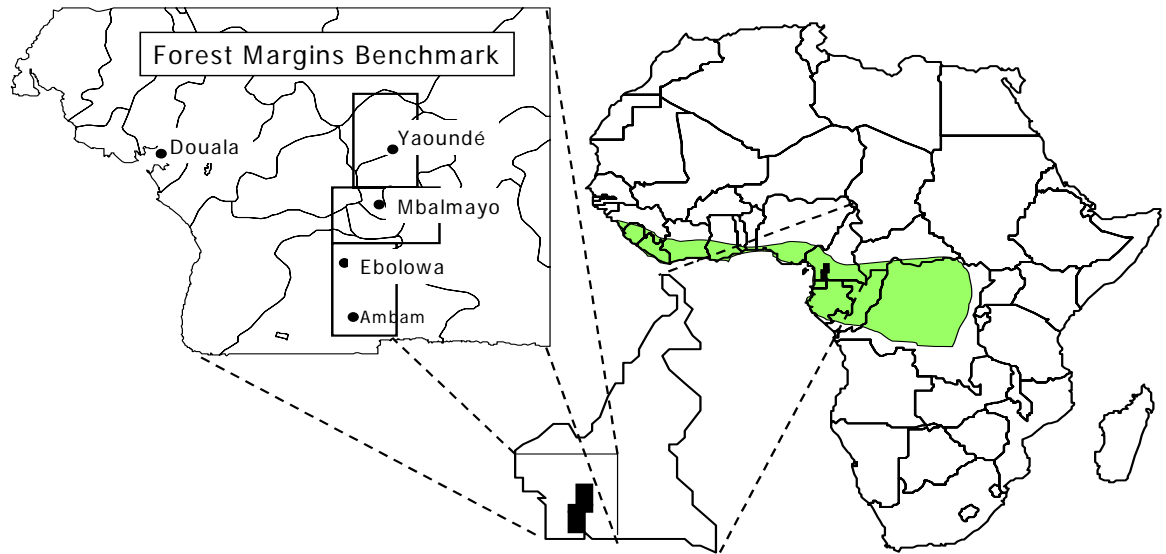 Forest Margins Benchmark
Douala
Yaoundé
Mbalmayo
Ebolowa
Ambam